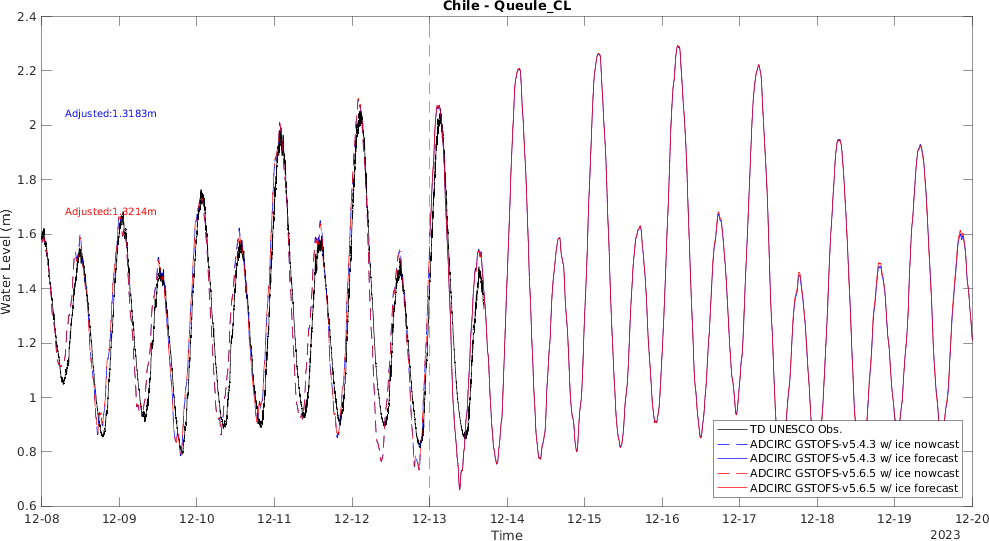 Chile - Queule_CL
2.4
2.2
2
1.8
1.6
1.4
1.2
1
0.8
0.6
Water Level (m)
Adjusted:1.3183m
Adjusted:1.3214m
TD UNESCO Obs.
ADCIRC GSTOFS-v5.4.3 w/ ice nowcast
ADCIRC GSTOFS-v5.4.3 w/ ice forecast
ADCIRC GSTOFS-v5.6.5 w/ ice nowcast
ADCIRC GSTOFS-v5.6.5 w/ ice forecast
12-08 12-09 12-10 12-11 12-12 12-13 12-14 12-15 12-16 12-17 12-18 12-19 12-20
Time
2023